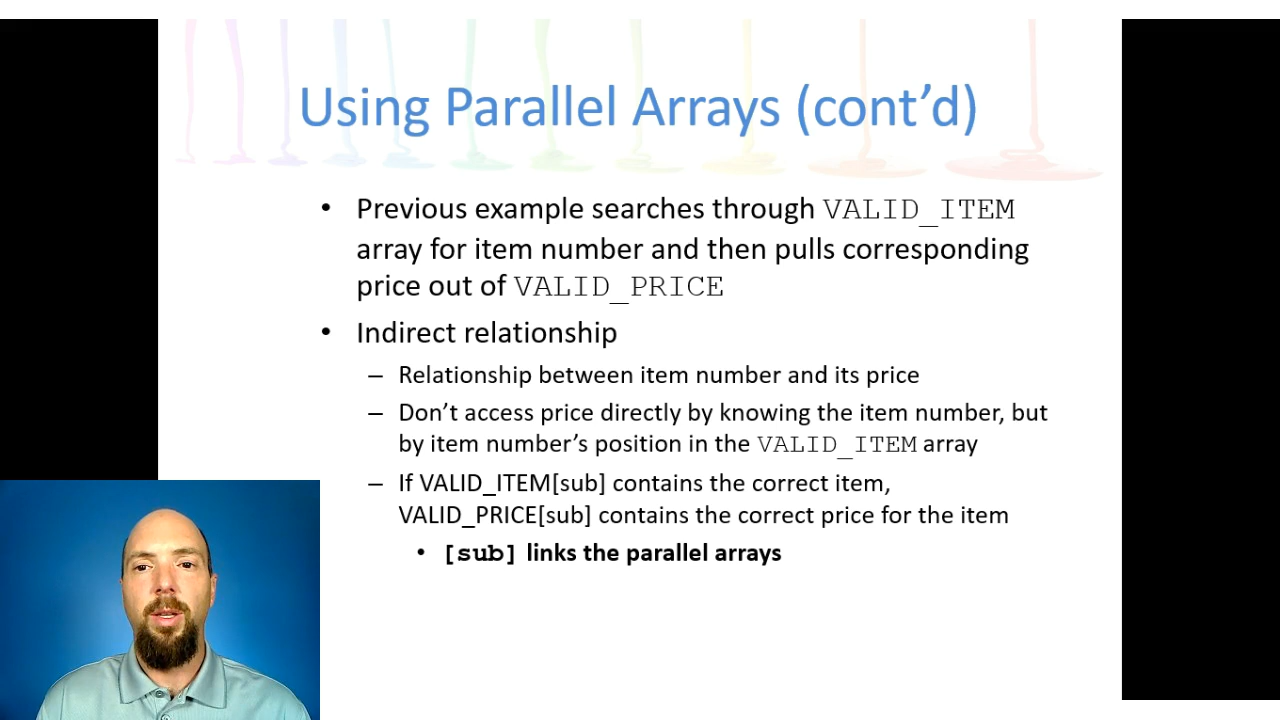 Using Parallel Arrays (cont’d)
• Previous example searches through VALID_ITEM
array for item number and then pulls corresponding
price out of VALID_PRICE
• Indirect relationship
– Relationship between item number and its price
– Don’t access price directly by knowing the item number, but
by item number’s position in the VALID_ITEM array
– If VALID_ITEM[sub] contains the correct item,
VALID_PRICE[sub] contains the correct price for the item
• [sub] links the parallel arrays